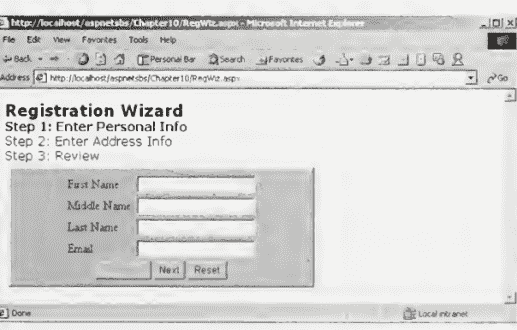 http://localhost/aspnetsbs/Chapter10/RegWiz.aspx - Microsoft Internet Explorer
File Edit View Favorites Tools Help
Back Personal Bar Search Favorites
Address http://localhost/aspnetsbs/Chapter10/RegWiz.aspx Go
Registration Wizard
Step 1: Enter Personal Info
Step 2: Enter Address Info
Step 3: Review
First Name
Middle Name
Last Name
Email
Next Reset
Done Local intranet